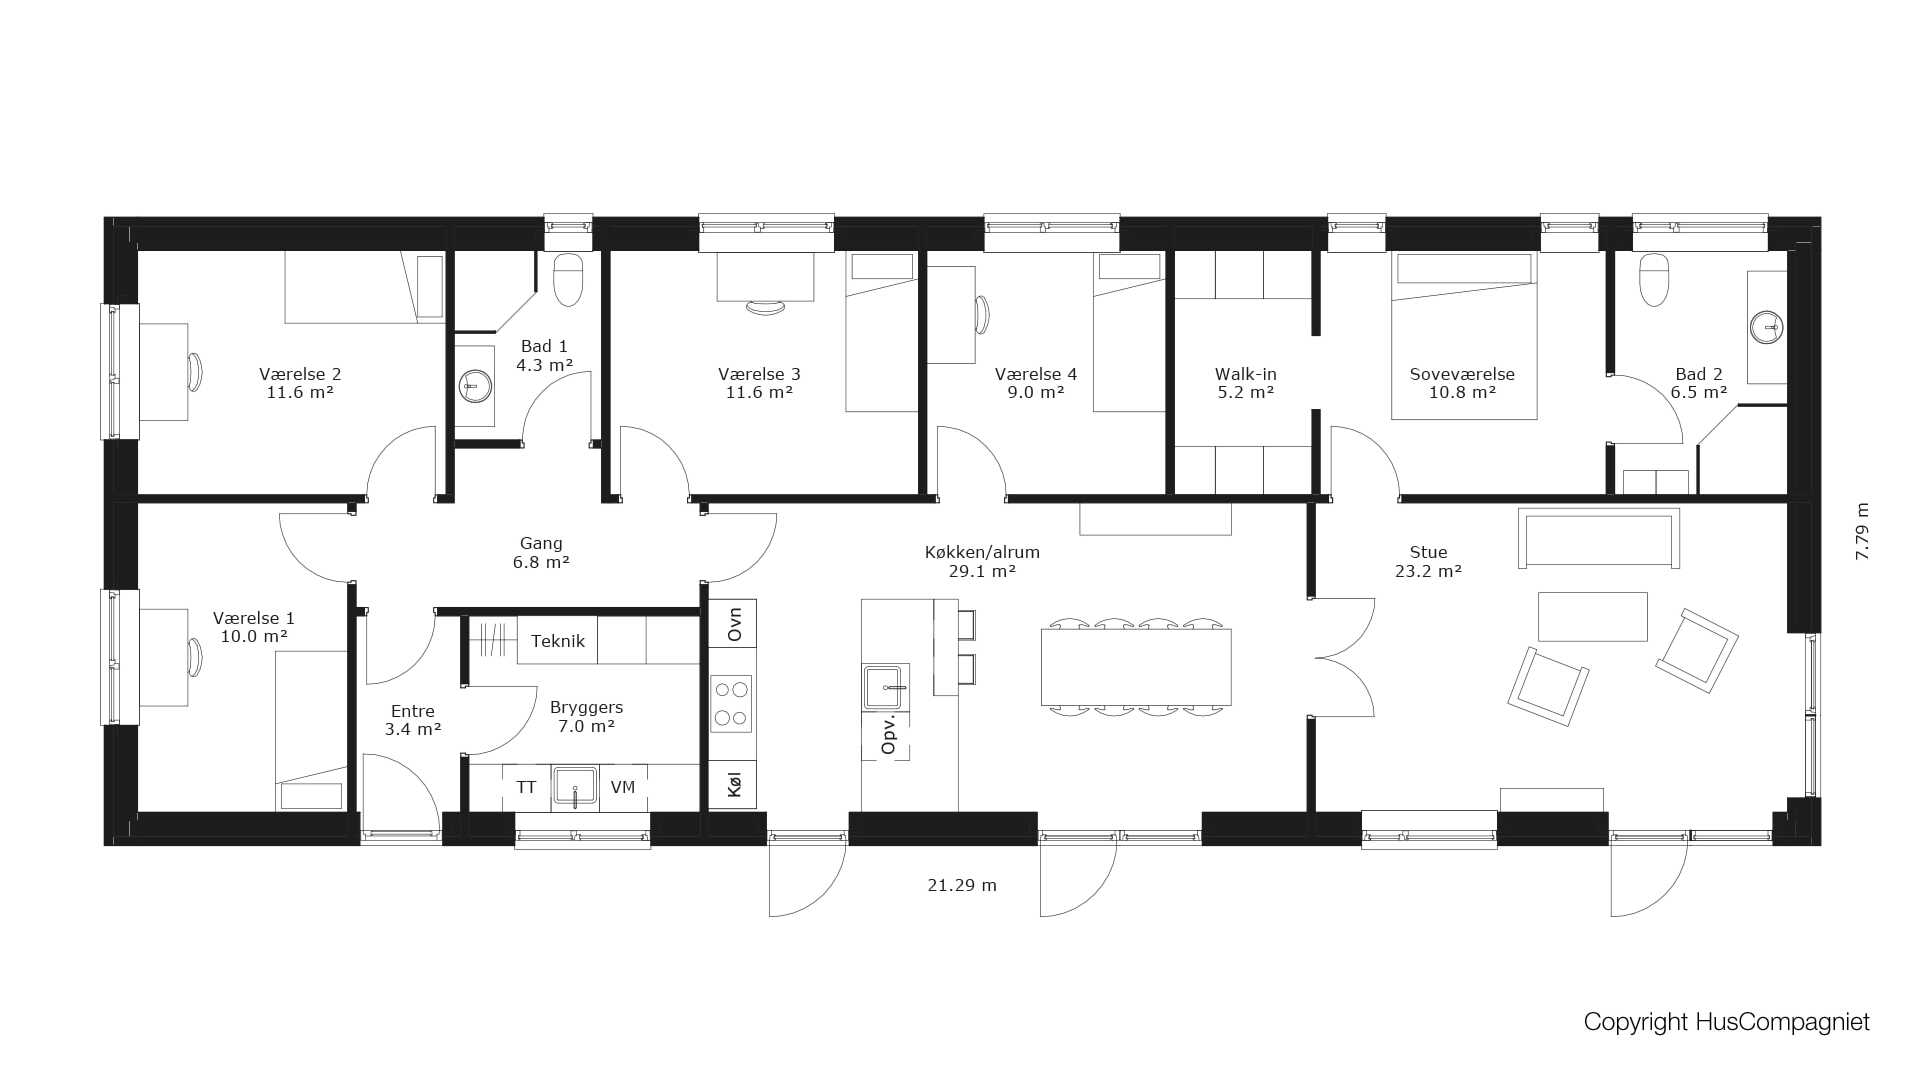 Værelse 2
11.6 m²
Bad 1
4.3 m²
Værelse 3
11.6 m²
Værelse 4
9.0 m²
Walk-in
5.2 m²
Soveværelse
10.8 m²
Bad 2
6.5 m²
Værelse 1
10.0 m²
Gang
6.8 m²
Køkken/alrum
29.1 m²
Stue
23.2 m²
7.79 m
Entre
3.4 m²
Teknik
Bryggers
7.0 m²
TT
VM
Ovn
Køl
Opv.
21.29 m
Copyright HusCompagniet